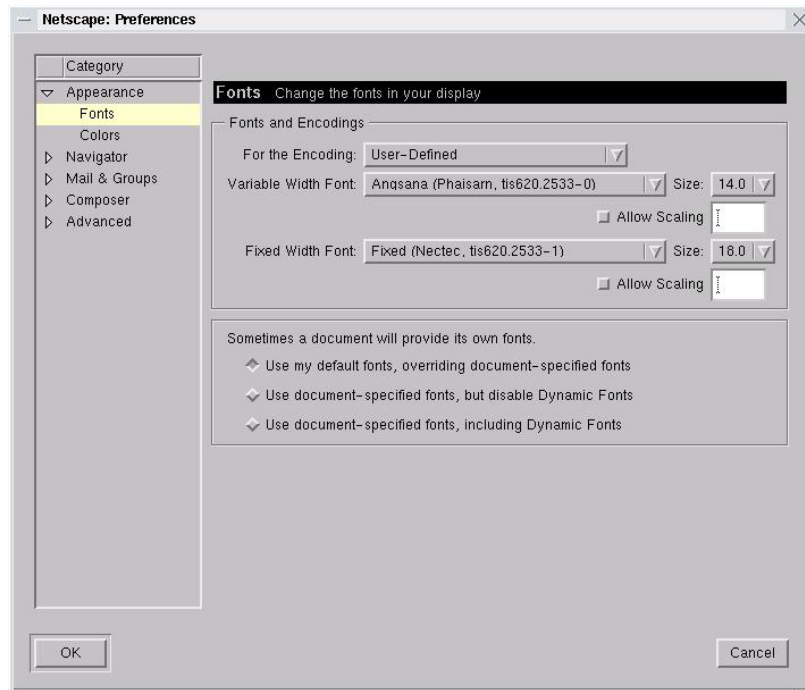 Netscape: Preferences
Category
Appearance
Fonts
Colors
Navigator
Mail & Groups
Composer
Advanced
Fonts Change the fonts in your display
Fonts and Encodings
For the Encoding: User-Defined
Variable Width Font: Angsana (Phaisarn, tis620.2533-0) Size: 14.0
Allow Scaling
Fixed Width Font: Fixed (Nectec, tis620.2533-1) Size: 18.0
Allow Scaling
Sometimes a document will provide its own fonts.
Use my default fonts, overriding document-specified fonts
Use document-specified fonts, but disable Dynamic Fonts
Use document-specified fonts, including Dynamic Fonts
OK Cancel